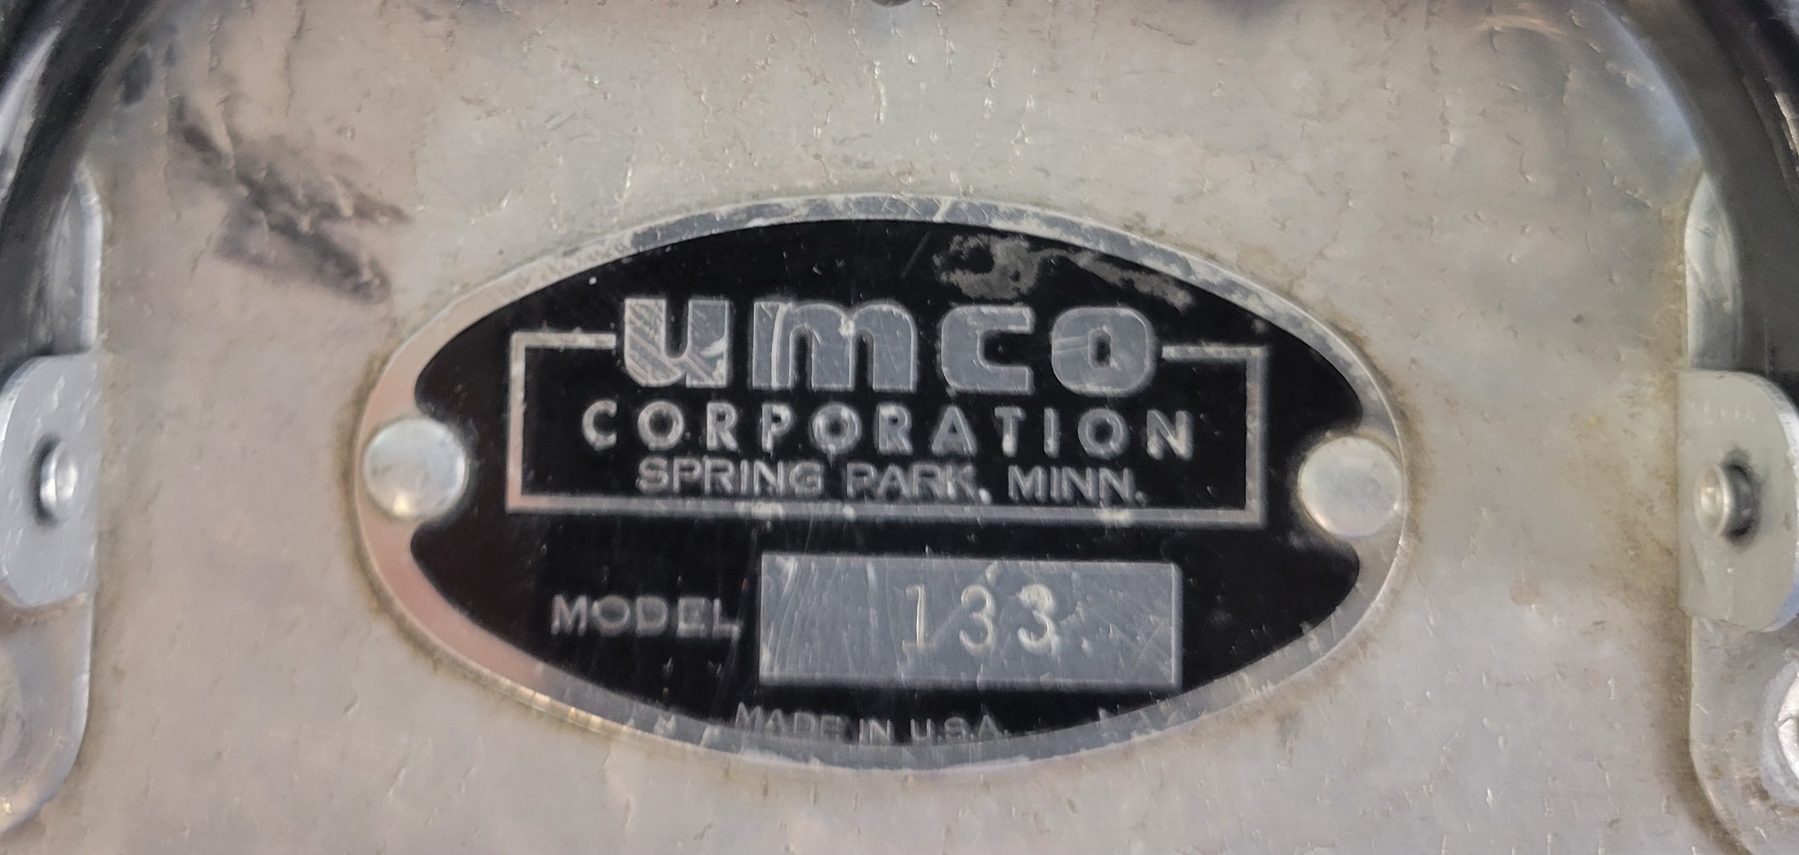 umco
CORPORATION
SPRING PARK, MINN.
MODEL 133
MADE IN U.S.A.